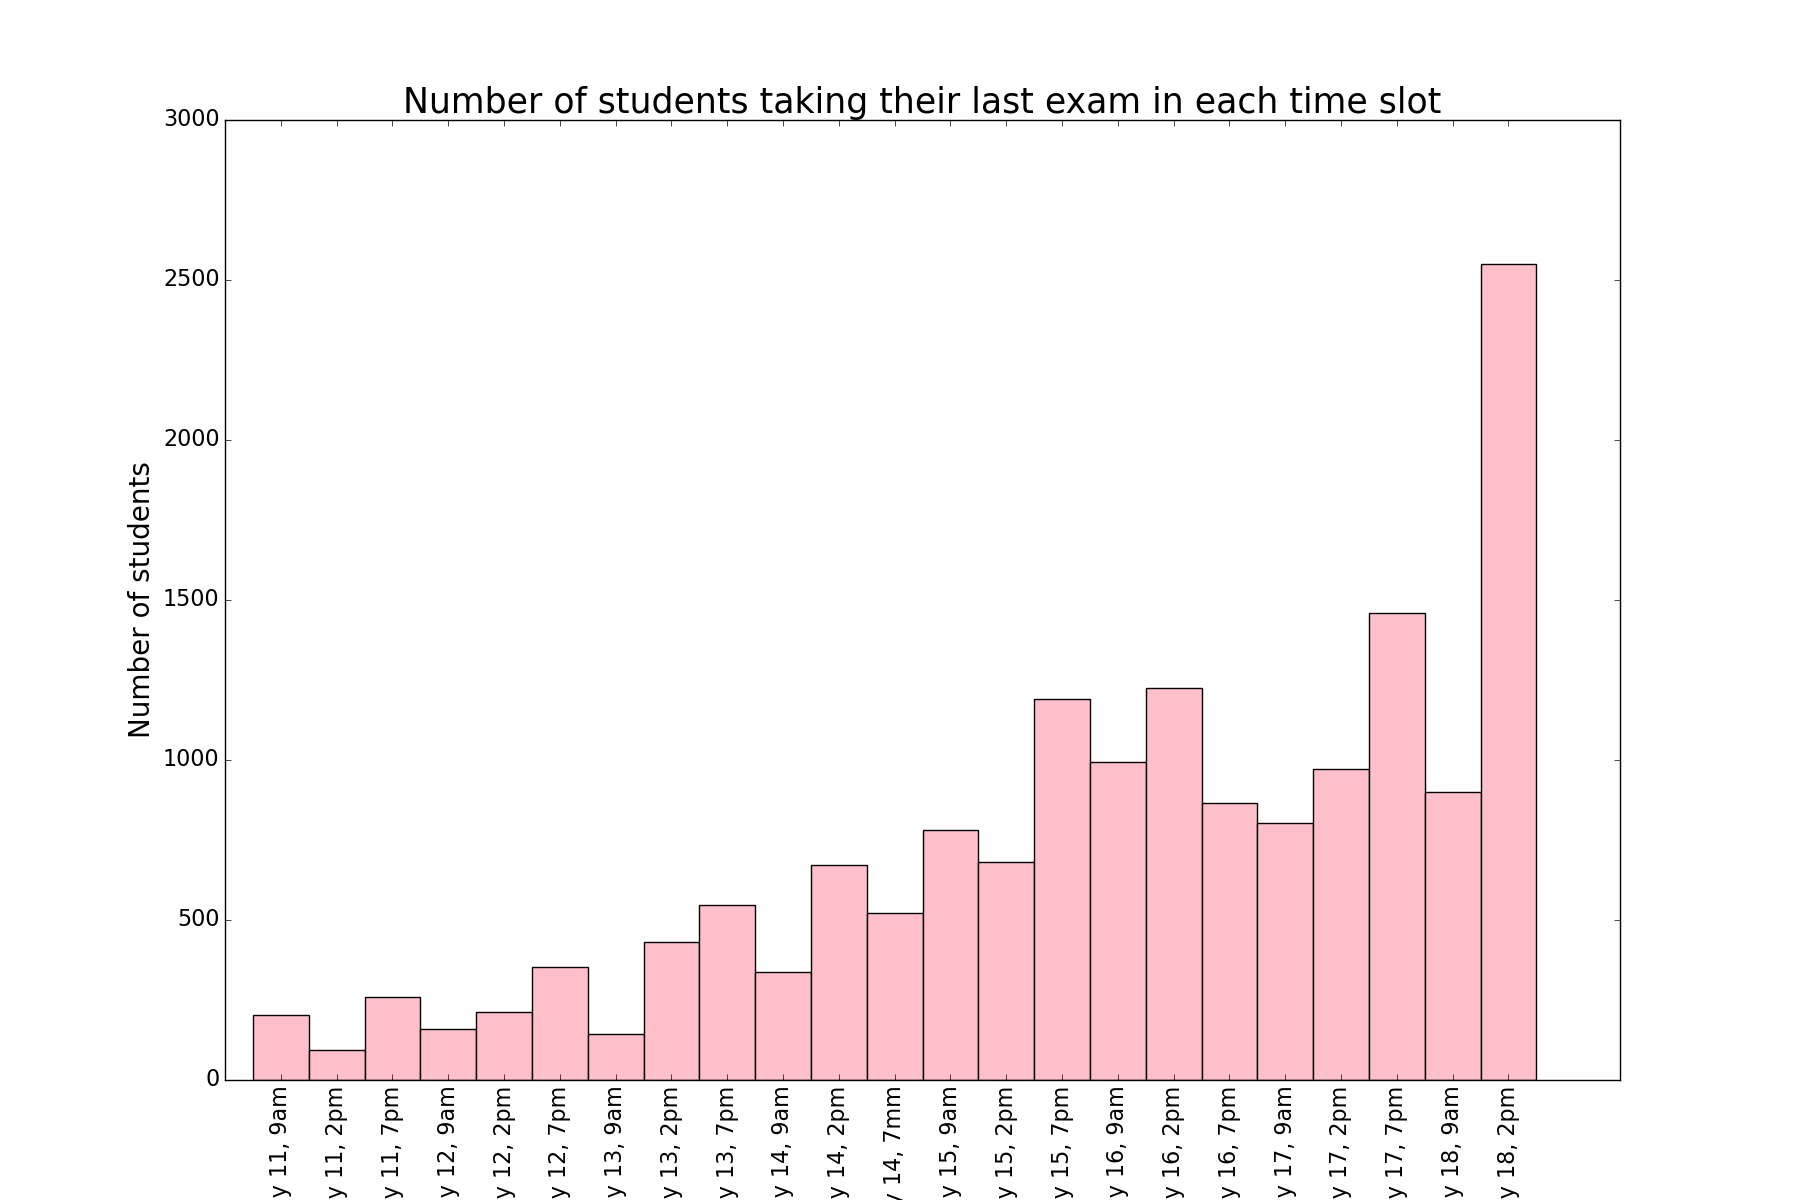 Number of students taking their last exam in each time slot
3000
2500
2000
1500
1000
500
0
Number of students
y 11, 9am
y 11, 2pm
y 11, 7pm
y 12, 9am
y 12, 2pm
y 12, 7pm
y 13, 9am
y 13, 2pm
y 13, 7pm
y 14, 9am
y 14, 2pm
y 14, 7mm
y 15, 9am
y 15, 2pm
y 15, 7pm
y 16, 9am
y 16, 2pm
y 16, 7pm
y 17, 9am
y 17, 2pm
y 17, 7pm
y 18, 9am
y 18, 2pm